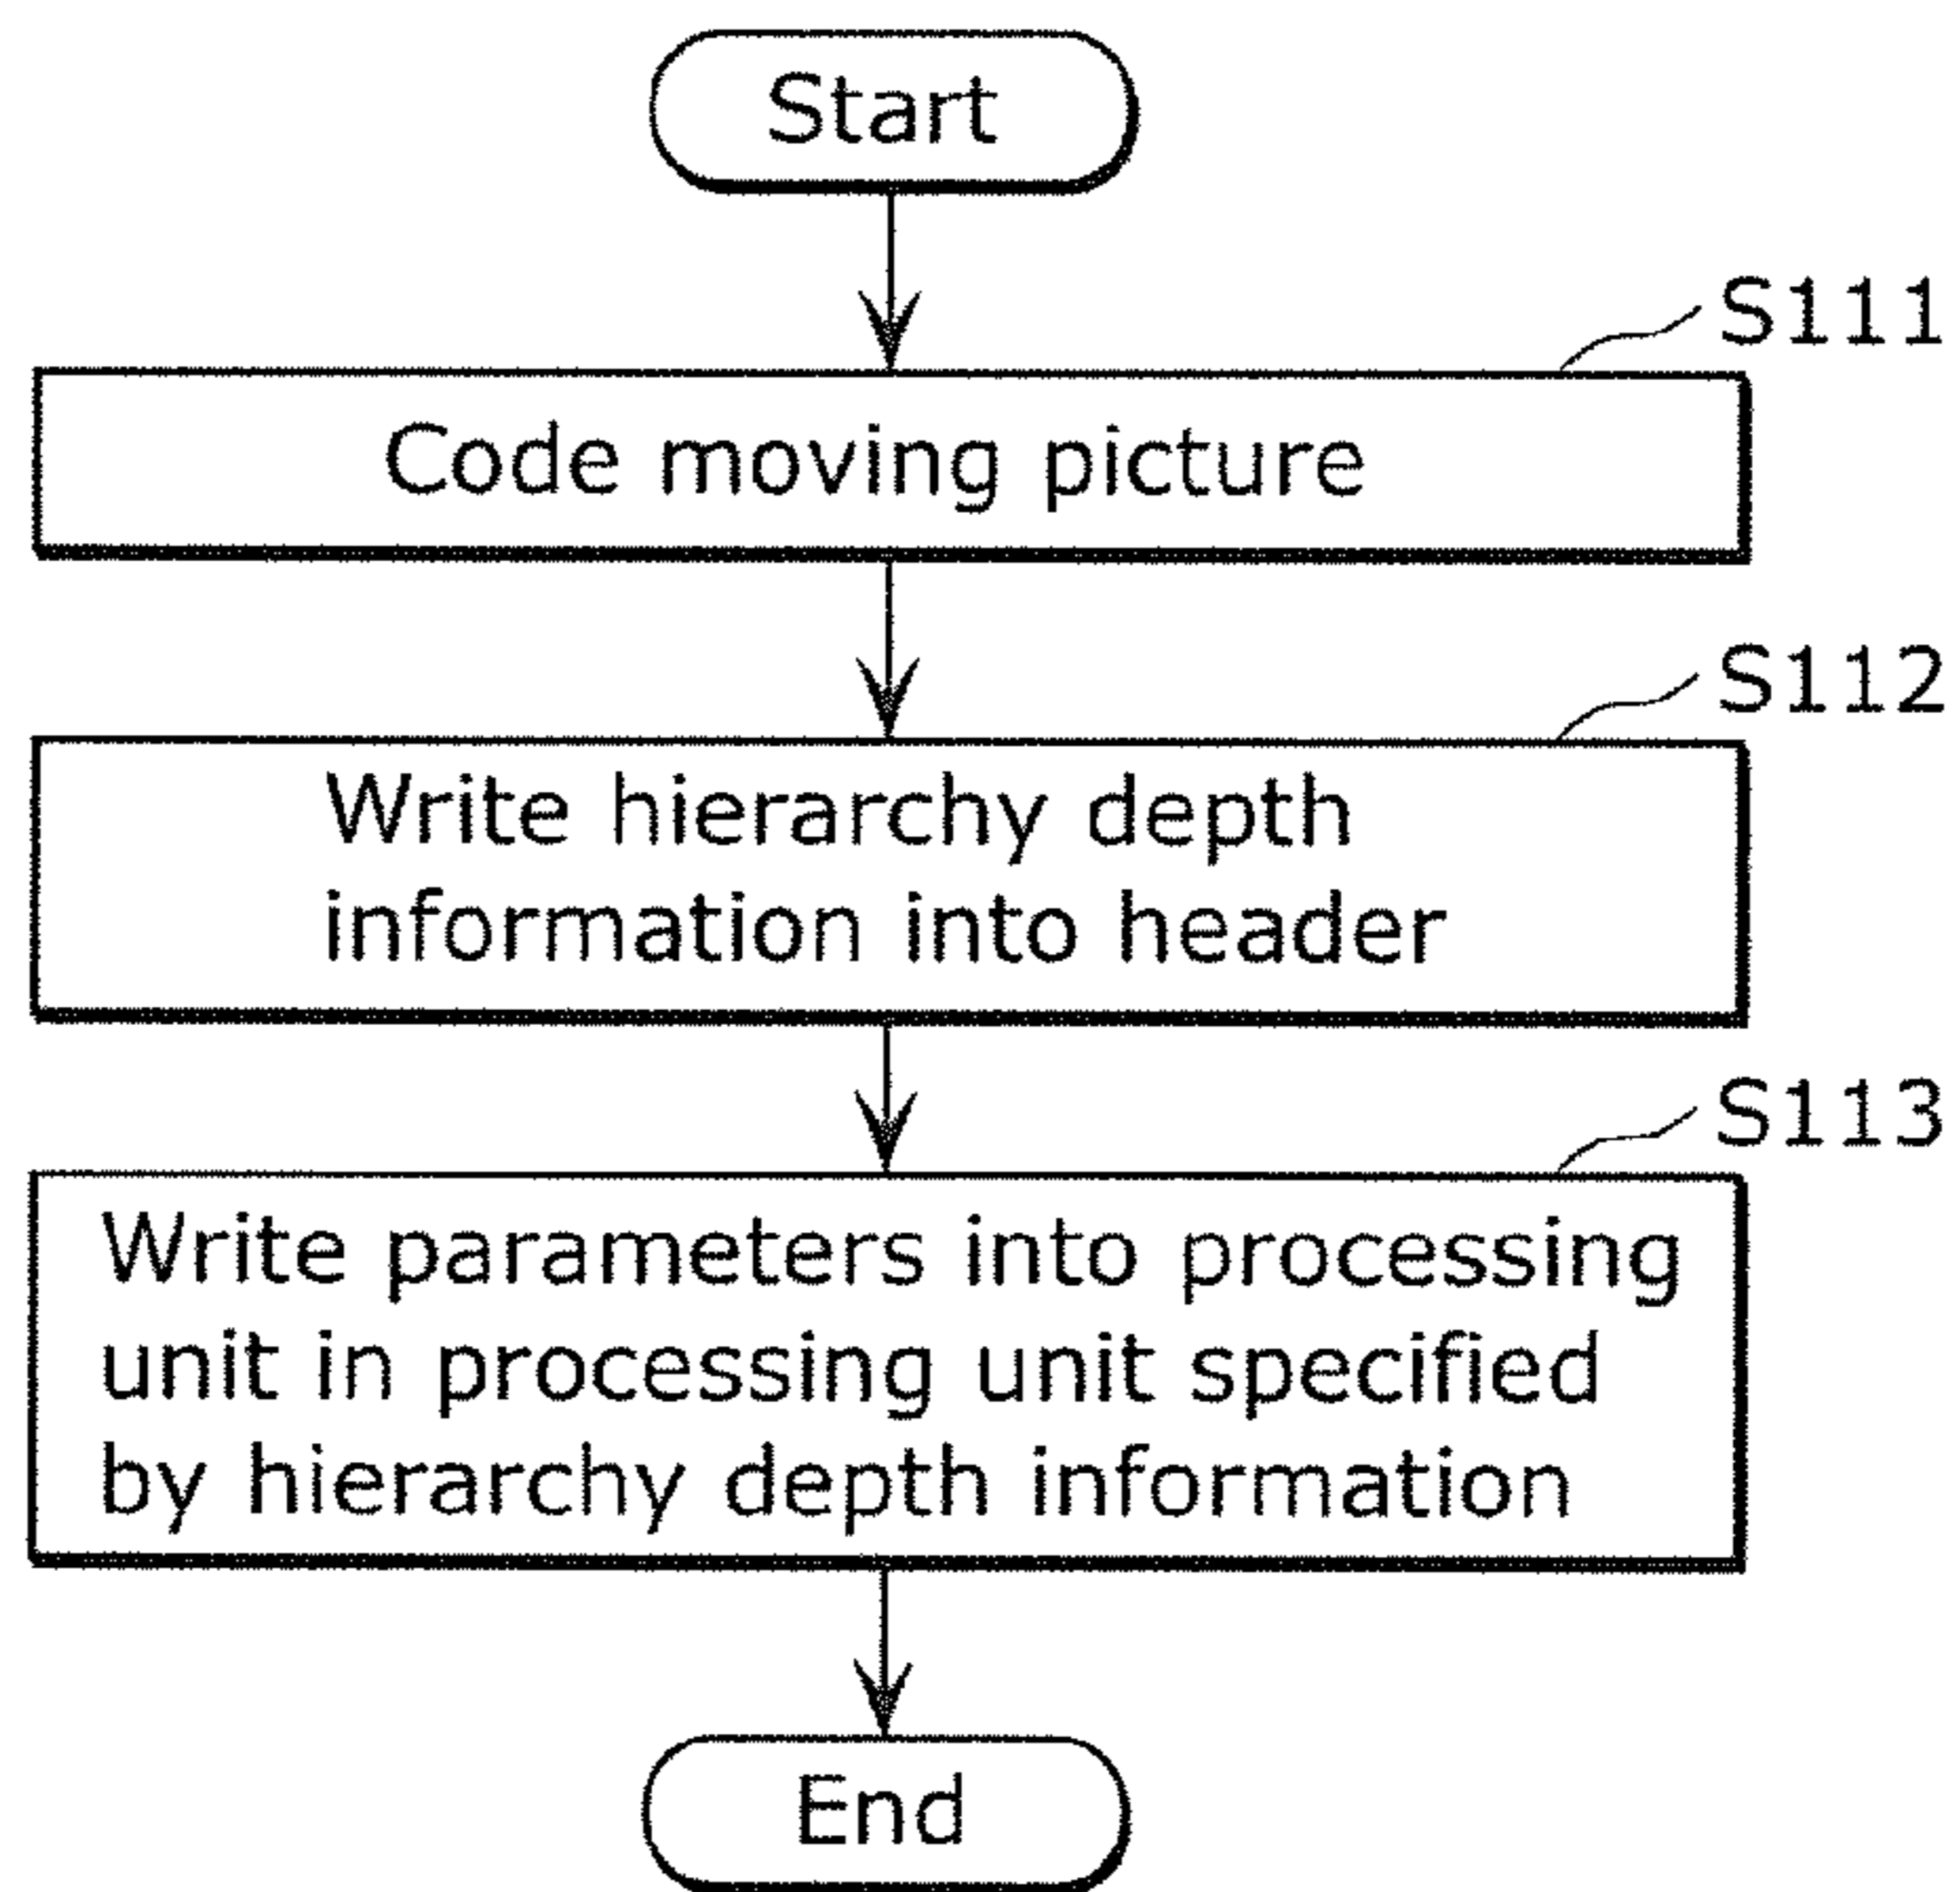 Start
S111
Code moving picture
S112
Write hierarchy depth
information into header
S113
Write parameters into processing
unit in processing unit specified
by hierarchy depth information
End